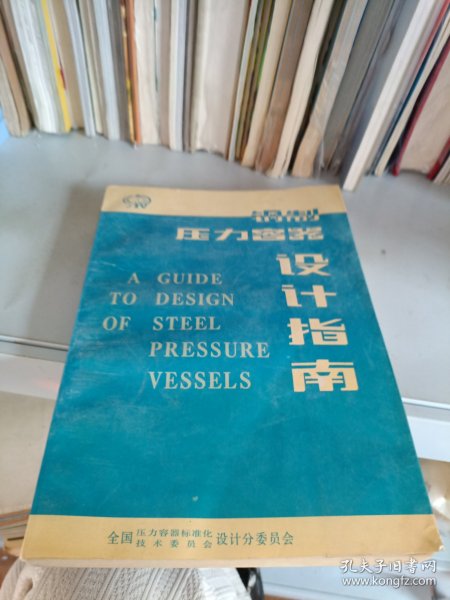 钢制
压力容器
设计指南
A GUIDE
TO DESIGN
OF STEEL
PRESSURE
VESSELS
全国压力容器标准化技术委员会设计分委员会
孔夫子旧书网
www.kongfz.com